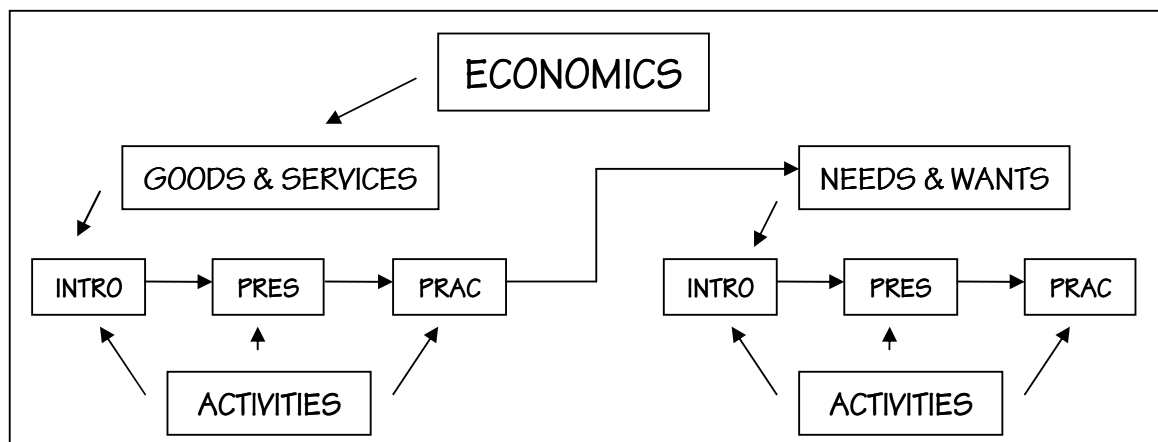 ECONOMICS
GOODS & SERVICES
NEEDS & WANTS
INTRO
PRES
PRAC
INTRO
PRES
PRAC
ACTIVITIES
ACTIVITIES